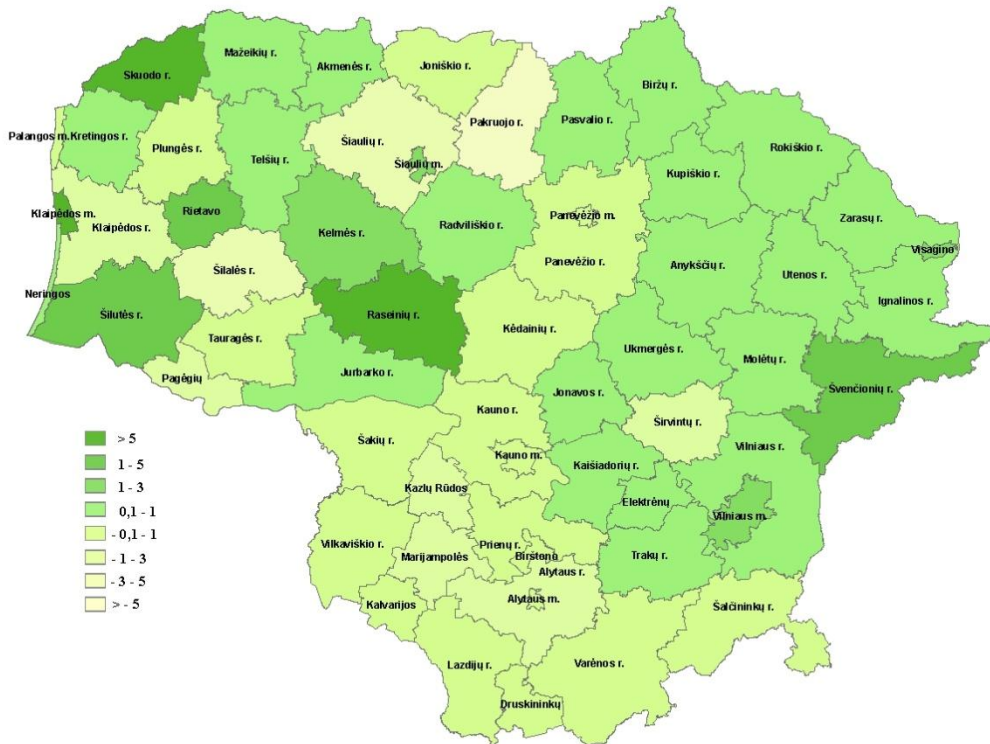 Mažeikių r.
Skuodo r.
Akmenės r.
Joniškio r.
Biržų r.
Pakruojo r.
Pasvalio r.
Palangos m.
Kretingos r.
Plungės r.
Telšių r.
Šiaulių r.
Šiaulių m.
Rokiškio r.
Kupiškio r.
Klaipėdos m.
Klaipėdos r.
Rietavo
Kelmės r.
Radviliškio r.
Panevėžio m.
Zarasų r.
Visagino
Šilalės r.
Panevėžio r.
Anykščių r.
Utenos r.
Neringos
Šilutės r.
Ignalinos r.
Raseinių r.
Tauragės r.
Kėdainių r.
Ukmergės r.
Molėtų r.
Pagėgių
Jurbarko r.
Švenčionių r.
Jonavos r.
Kauno r.
Širvintų r.
Šakių r.
Vilniaus r.
Kauno m.
Kaišiadorių r.
Kazlų Rūdos
Elektrėnų
Vilniaus m.
Vilkaviškio r.
Marijampolės
Prienų r.
Birštono
Trakų r.
Alytaus r.
Kalvarijos
Alytaus m.
Šalčininkų r.
Lazdijų r.
Varėnos r.
Druskininkų
> 5
1 - 5
1 - 3
0,1 - 1
- 0,1 - 1
- 1 - 3
- 3 - 5
> - 5